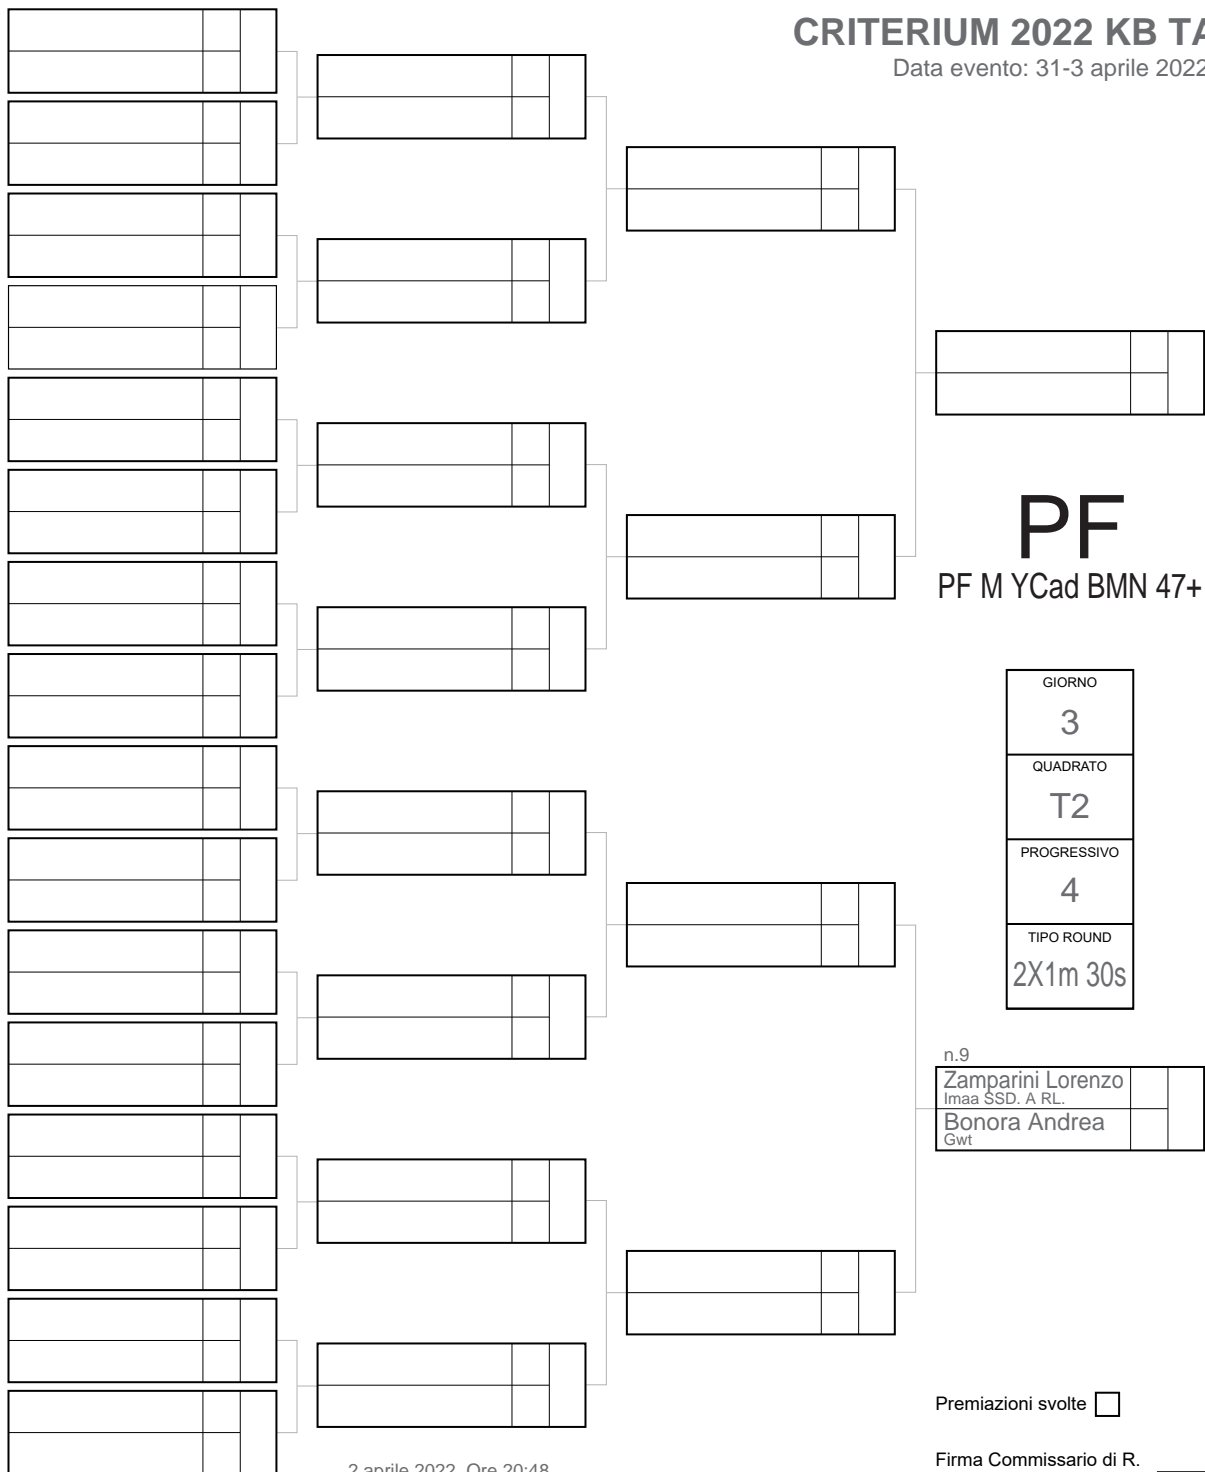 CRITERIUM 2022 KB TA
Data evento: 31-3 aprile 2022
PF
PF M YCad BMN 47+
GIORNO
3
QUADRATO
T2
PROGRESSIVO
4
TIPO ROUND
2X1m 30s
n.9
Zamparini Lorenzo
Imaa SSD. A RL.
Bonora Andrea
Gwt
Premiazioni svolte
Firma Commissario di R.
2 aprile 2022 Ore 20:48